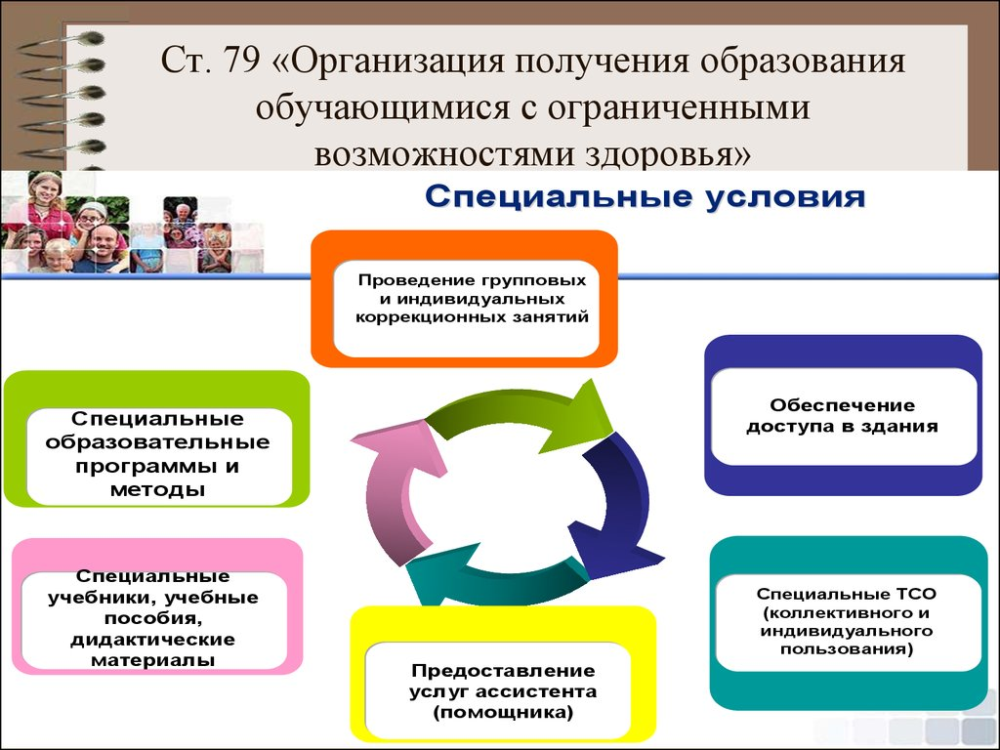 Ст. 79 «Организация получения образования
обучающимися с ограниченными
возможностями здоровья»
Специальные условия
Проведение групповых
и индивидуальных
коррекционных занятий
Обеспечение
доступа в здания
Специальные ТСО
(коллективного и
индивидуального
пользования)
Предоставление
услуг ассистента
(помощника)
Специальные
учебники, учебные
пособия,
дидактические
материалы
Специальные
образовательные
программы и
методы